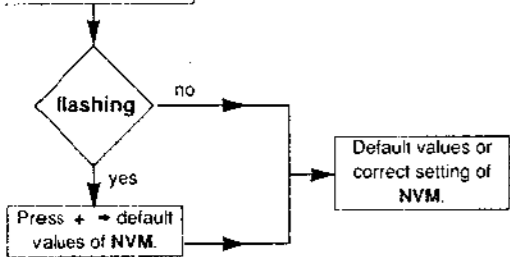 flashing
no
yes
Press + → default
values of NVM.
Default values or
correct setting of
NVM.